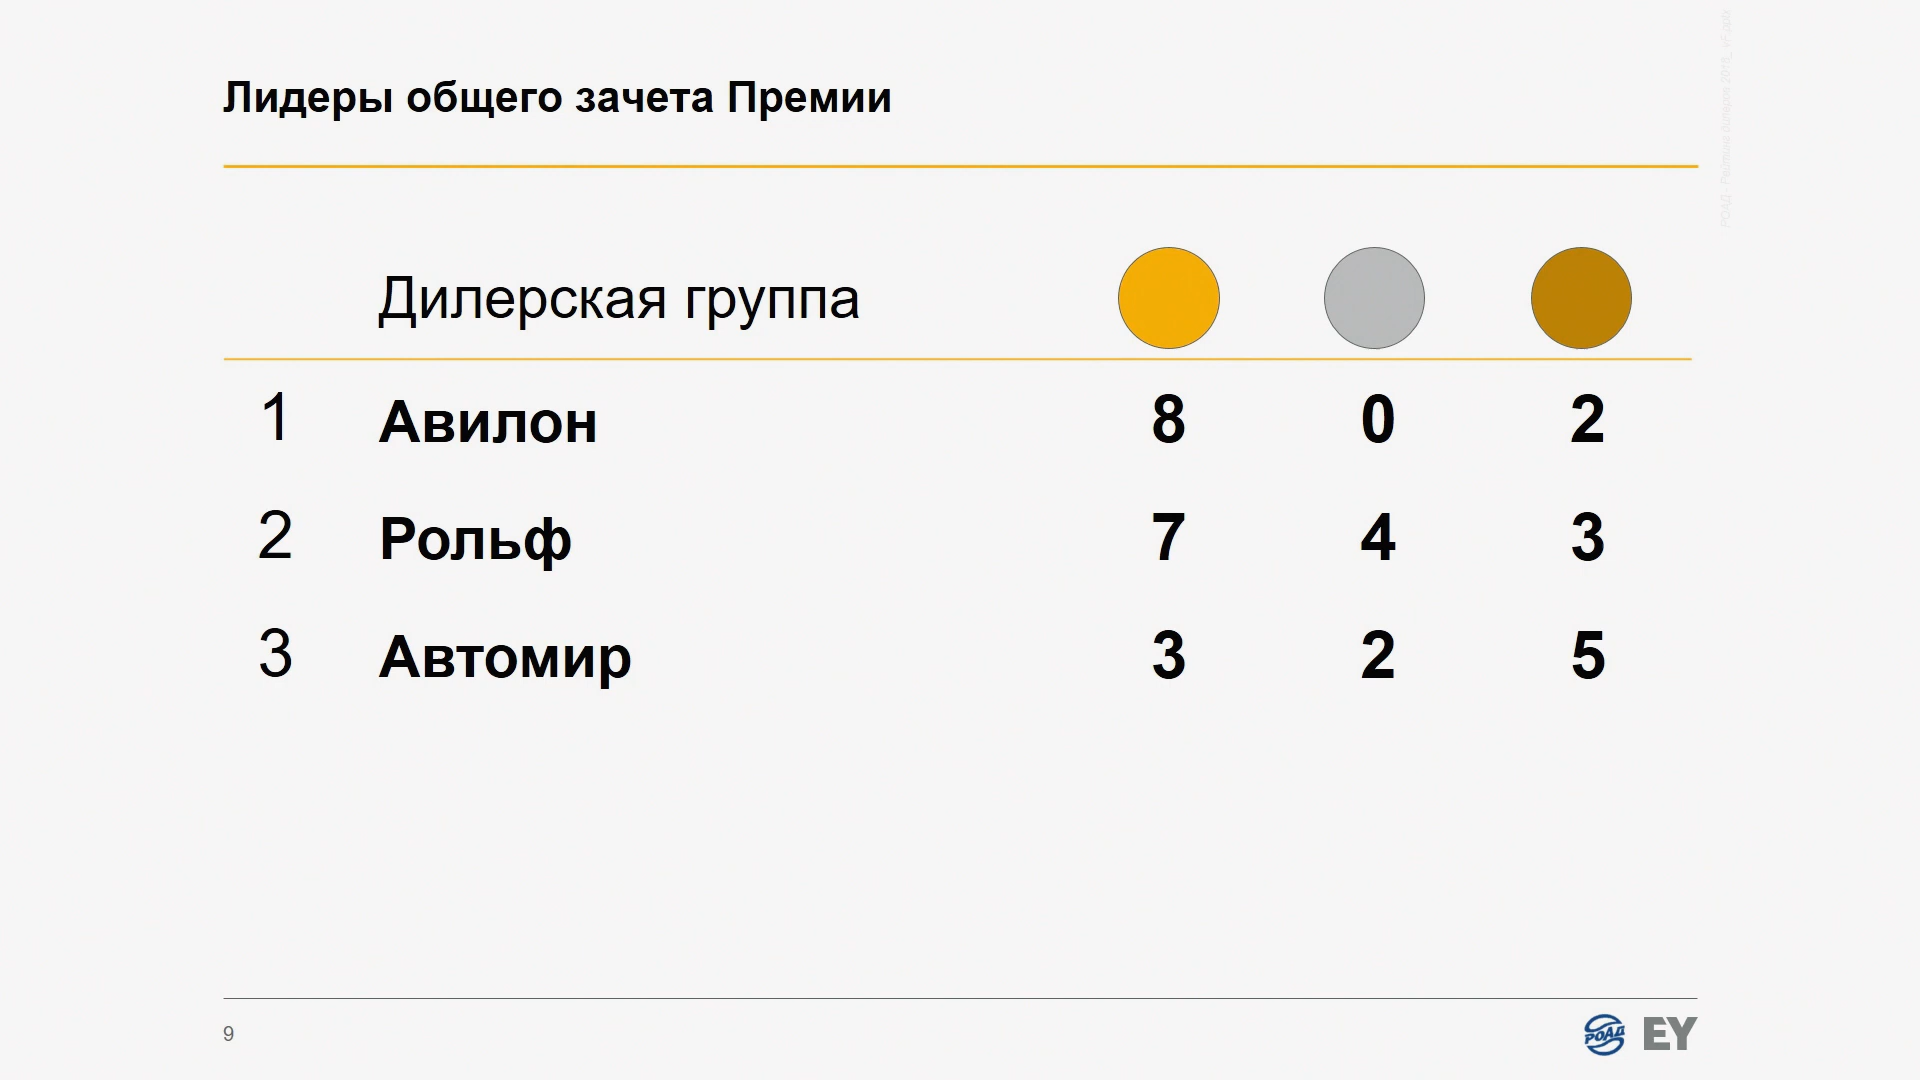 Лидеры общего зачета Премии
Дилерская группа
1 Авилон 8 0 2
2 Рольф 7 4 3
3 Автомир 3 2 5
9
РОАД EY